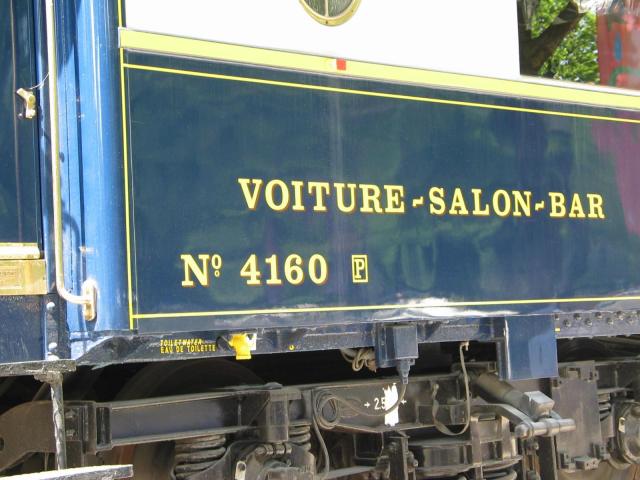 VOITURE~SALON~BAR
Nº 4160 P
TOILETWATER
EAU DE TOILETTE